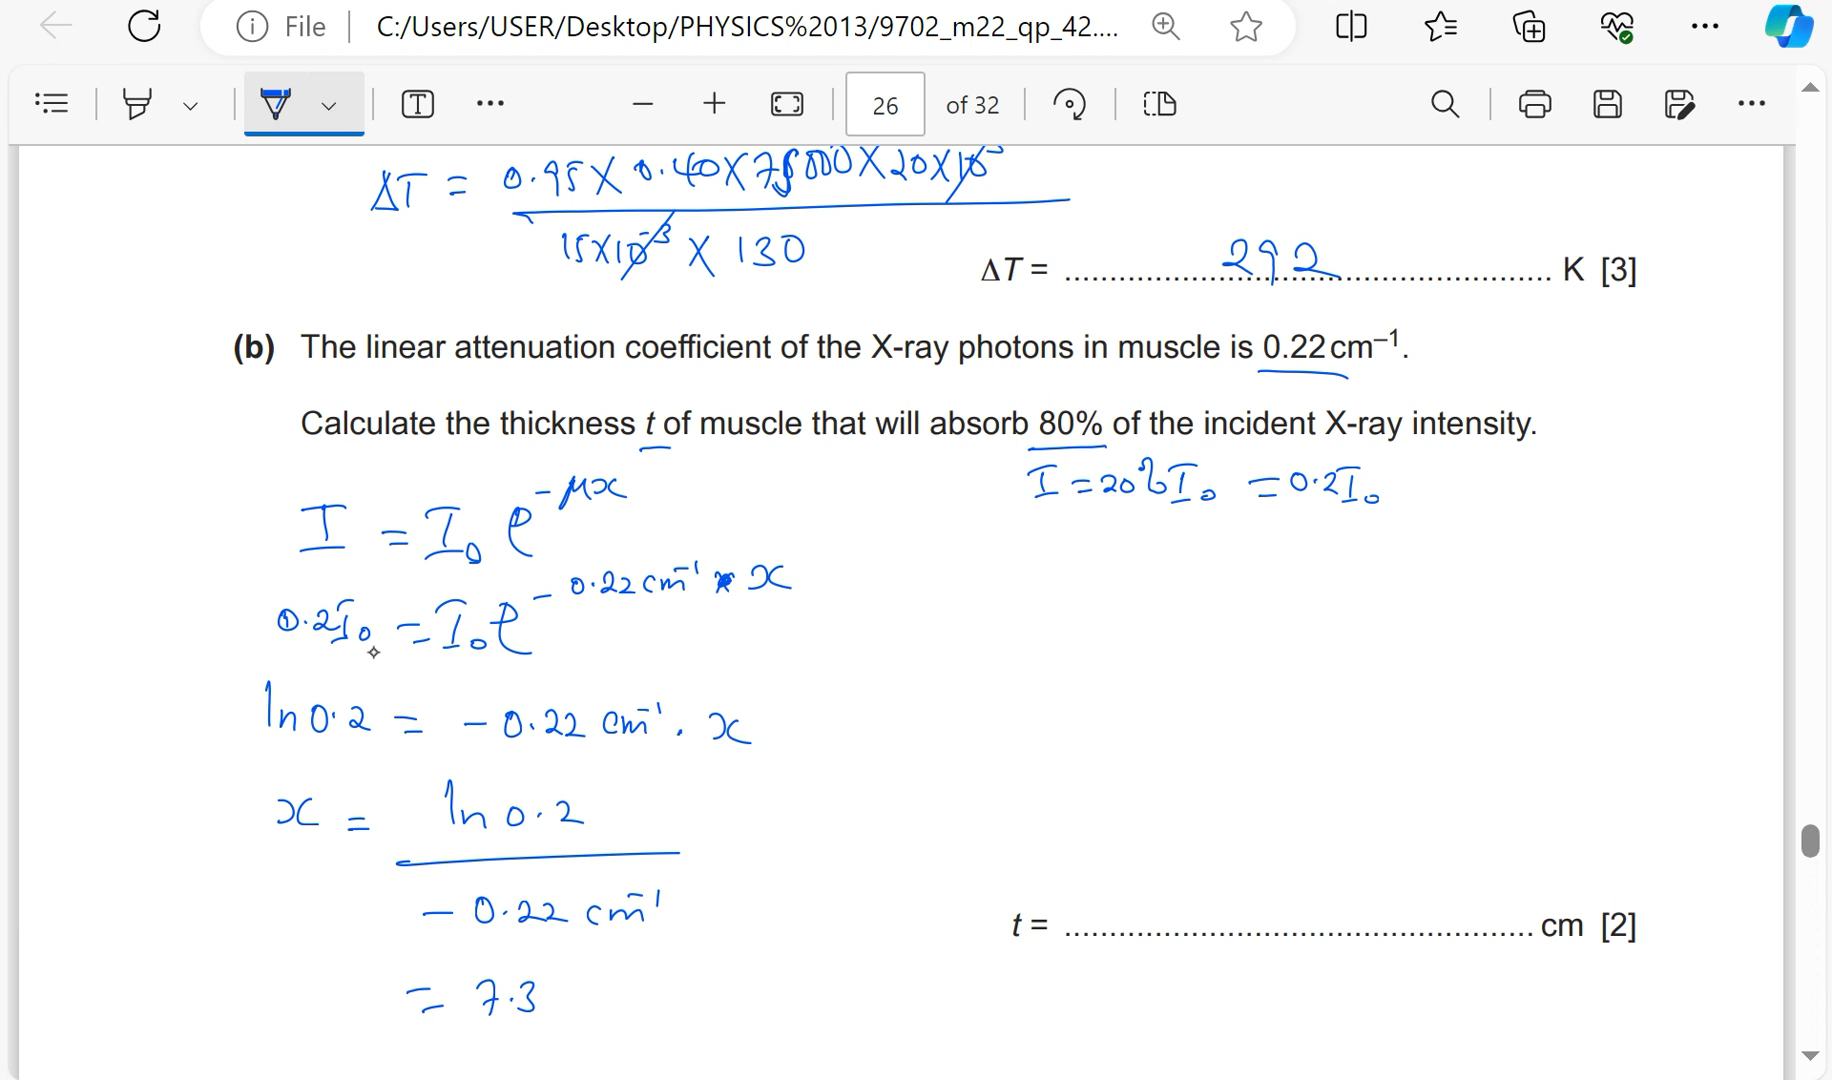 File C:/Users/USER/Desktop/PHYSICS%2013/9702_m22_qp_42....
26 of 32
ΔT = 0.95 × 0.40 × 75000 × 20×10⁻³
15×10⁻³ × 130
ΔT = ........292........ K [3]
(b) The linear attenuation coefficient of the X-ray photons in muscle is 0.22 cm⁻¹.
Calculate the thickness t of muscle that will absorb 80% of the incident X-ray intensity.
I = 20% I₀ = 0.2I₀
I = I₀ e^-μx
0.2I₀ = I₀ e^-0.22 cm⁻¹ × x
ln 0.2 = - 0.22 cm⁻¹ . x
x = ln 0.2
- 0.22 cm⁻¹
t = ................ cm [2]
= 7.3